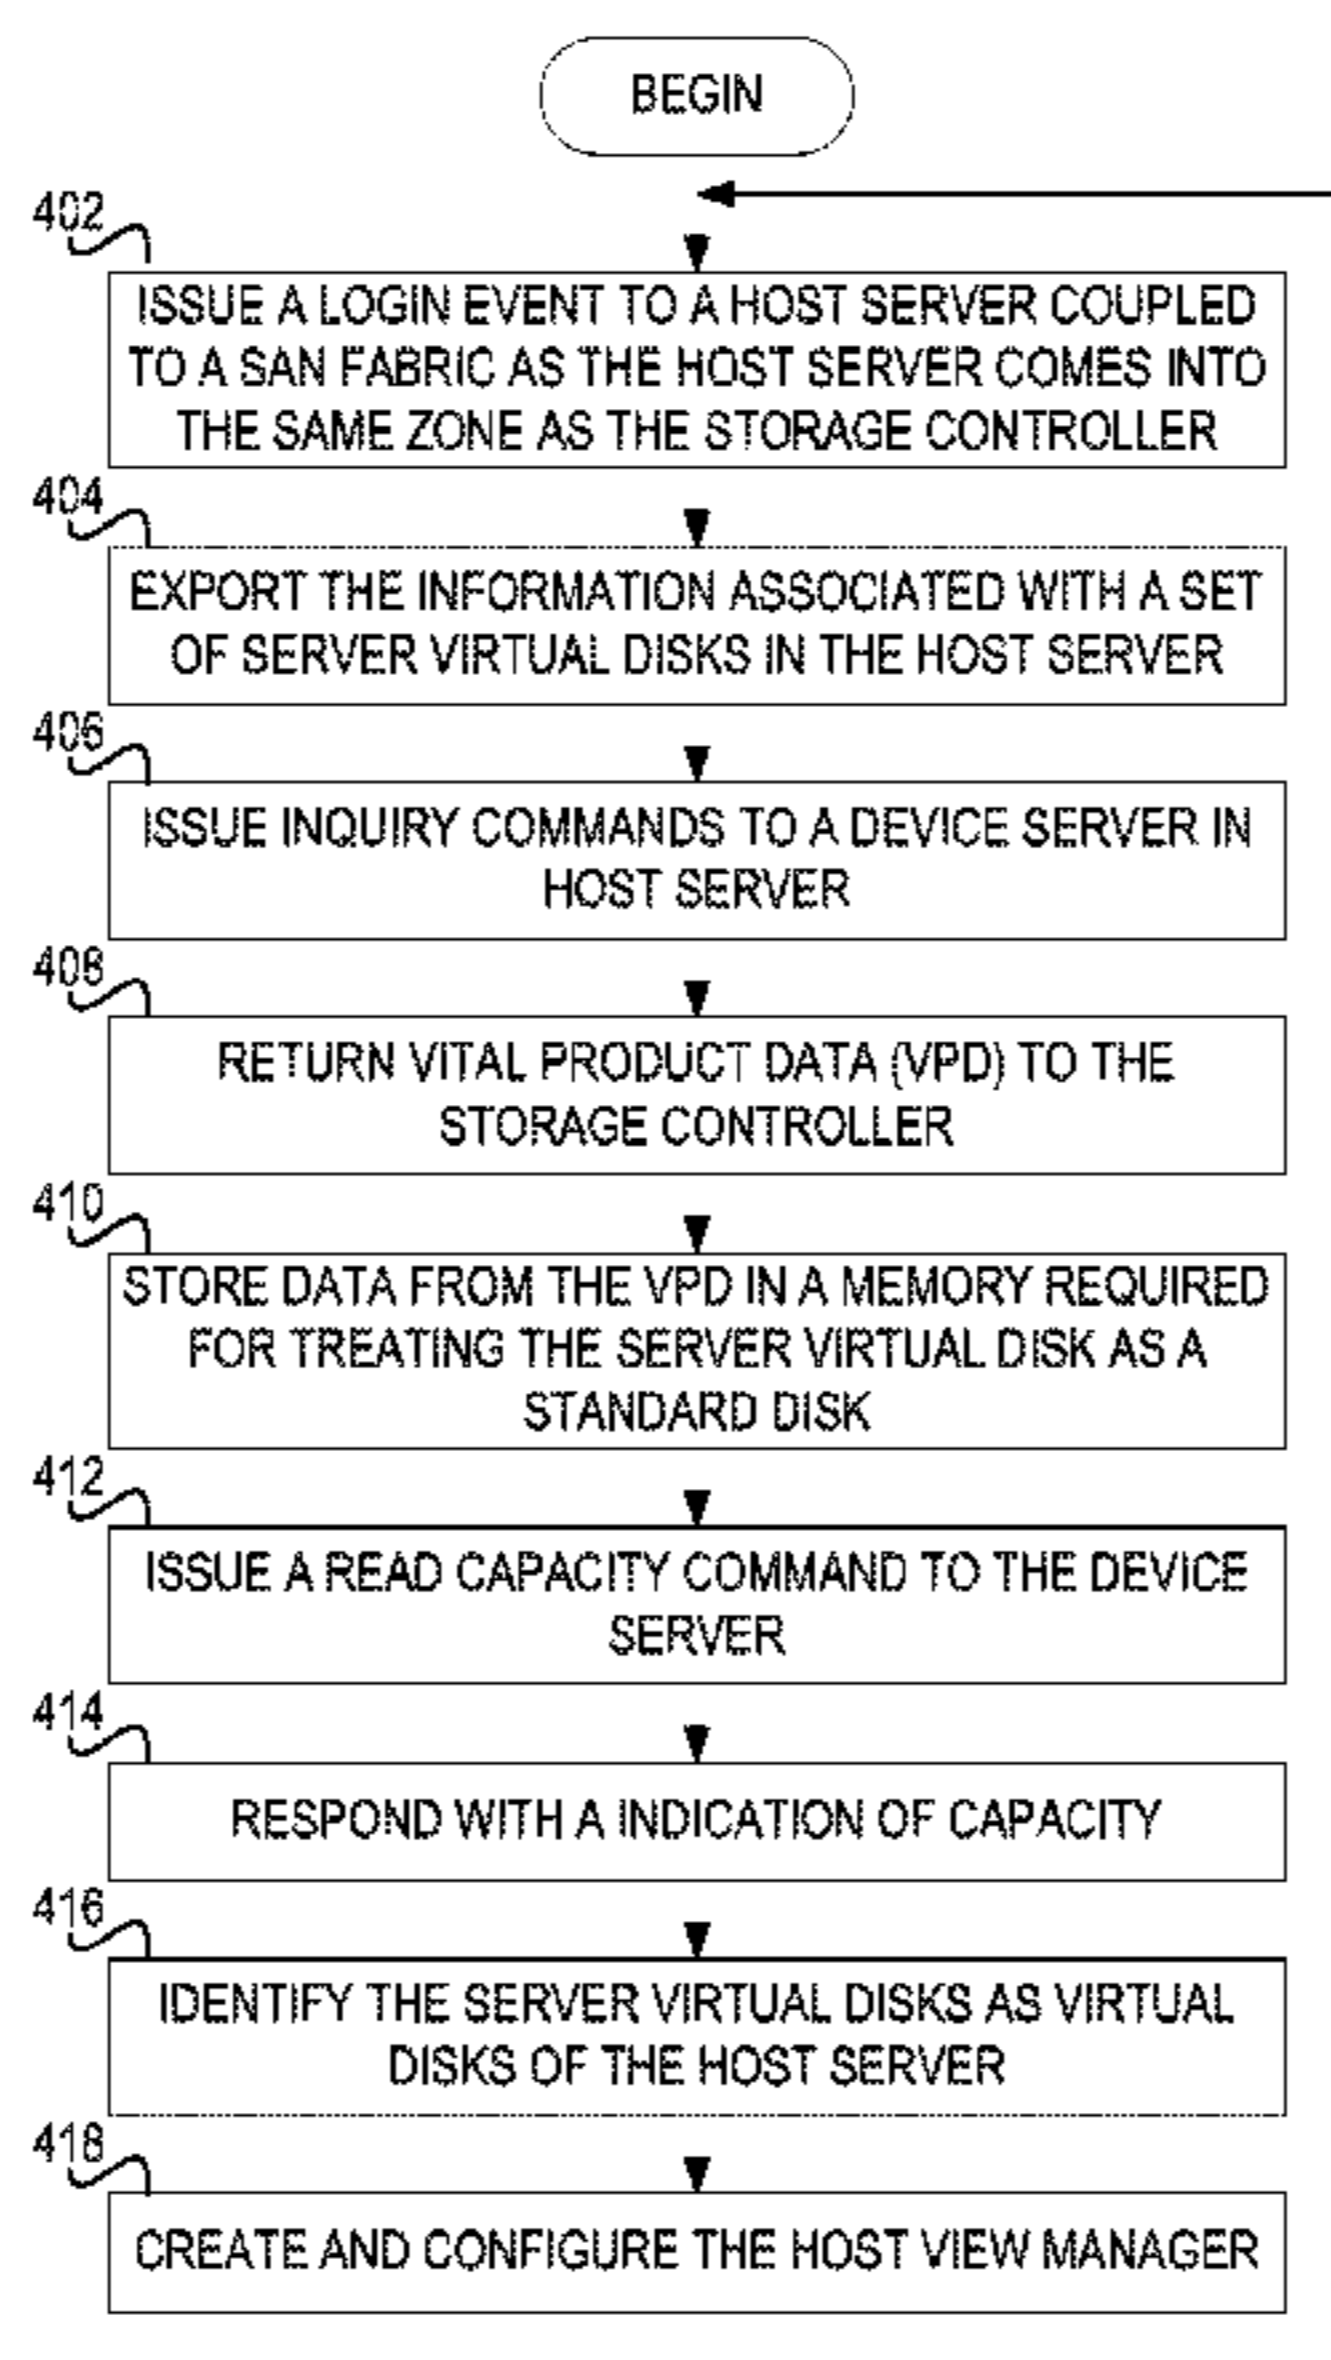 BEGIN
402
ISSUE A LOGIN EVENT TO A HOST SERVER COUPLED
TO A SAN FABRIC AS THE HOST SERVER COMES INTO
THE SAME ZONE AS THE STORAGE CONTROLLER
404
EXPORT THE INFORMATION ASSOCIATED WITH A SET
OF SERVER VIRTUAL DISKS IN THE HOST SERVER
406
ISSUE INQUIRY COMMANDS TO A DEVICE SERVER IN
HOST SERVER
408
RETURN VITAL PRODUCT DATA (VPD) TO THE
STORAGE CONTROLLER
410
STORE DATA FROM THE VPD IN A MEMORY REQUIRED
FOR TREATING THE SERVER VIRTUAL DISK AS A
STANDARD DISK
412
ISSUE A READ CAPACITY COMMAND TO THE DEVICE
SERVER
414
RESPOND WITH A INDICATION OF CAPACITY
416
IDENTIFY THE SERVER VIRTUAL DISKS AS VIRTUAL
DISKS OF THE HOST SERVER
418
CREATE AND CONFIGURE THE HOST VIEW MANAGER